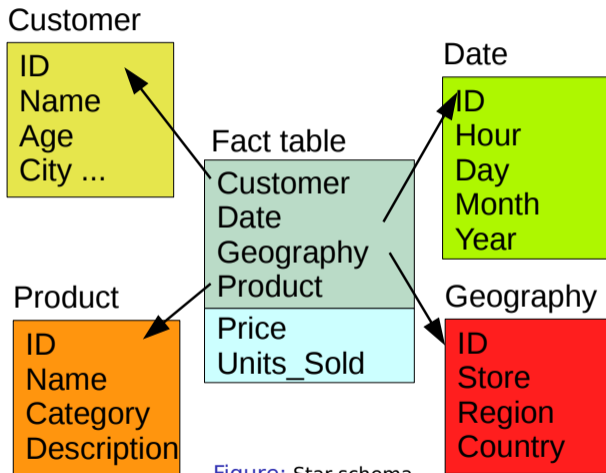 Customer
ID
Name
Age
City ...
Date
ID
Hour
Day
Month
Year
Fact table
Customer
Date
Geography
Product
Price
Units_Sold
Product
ID
Name
Category
Description
Geography
ID
Store
Region
Country
Figure: Star schema